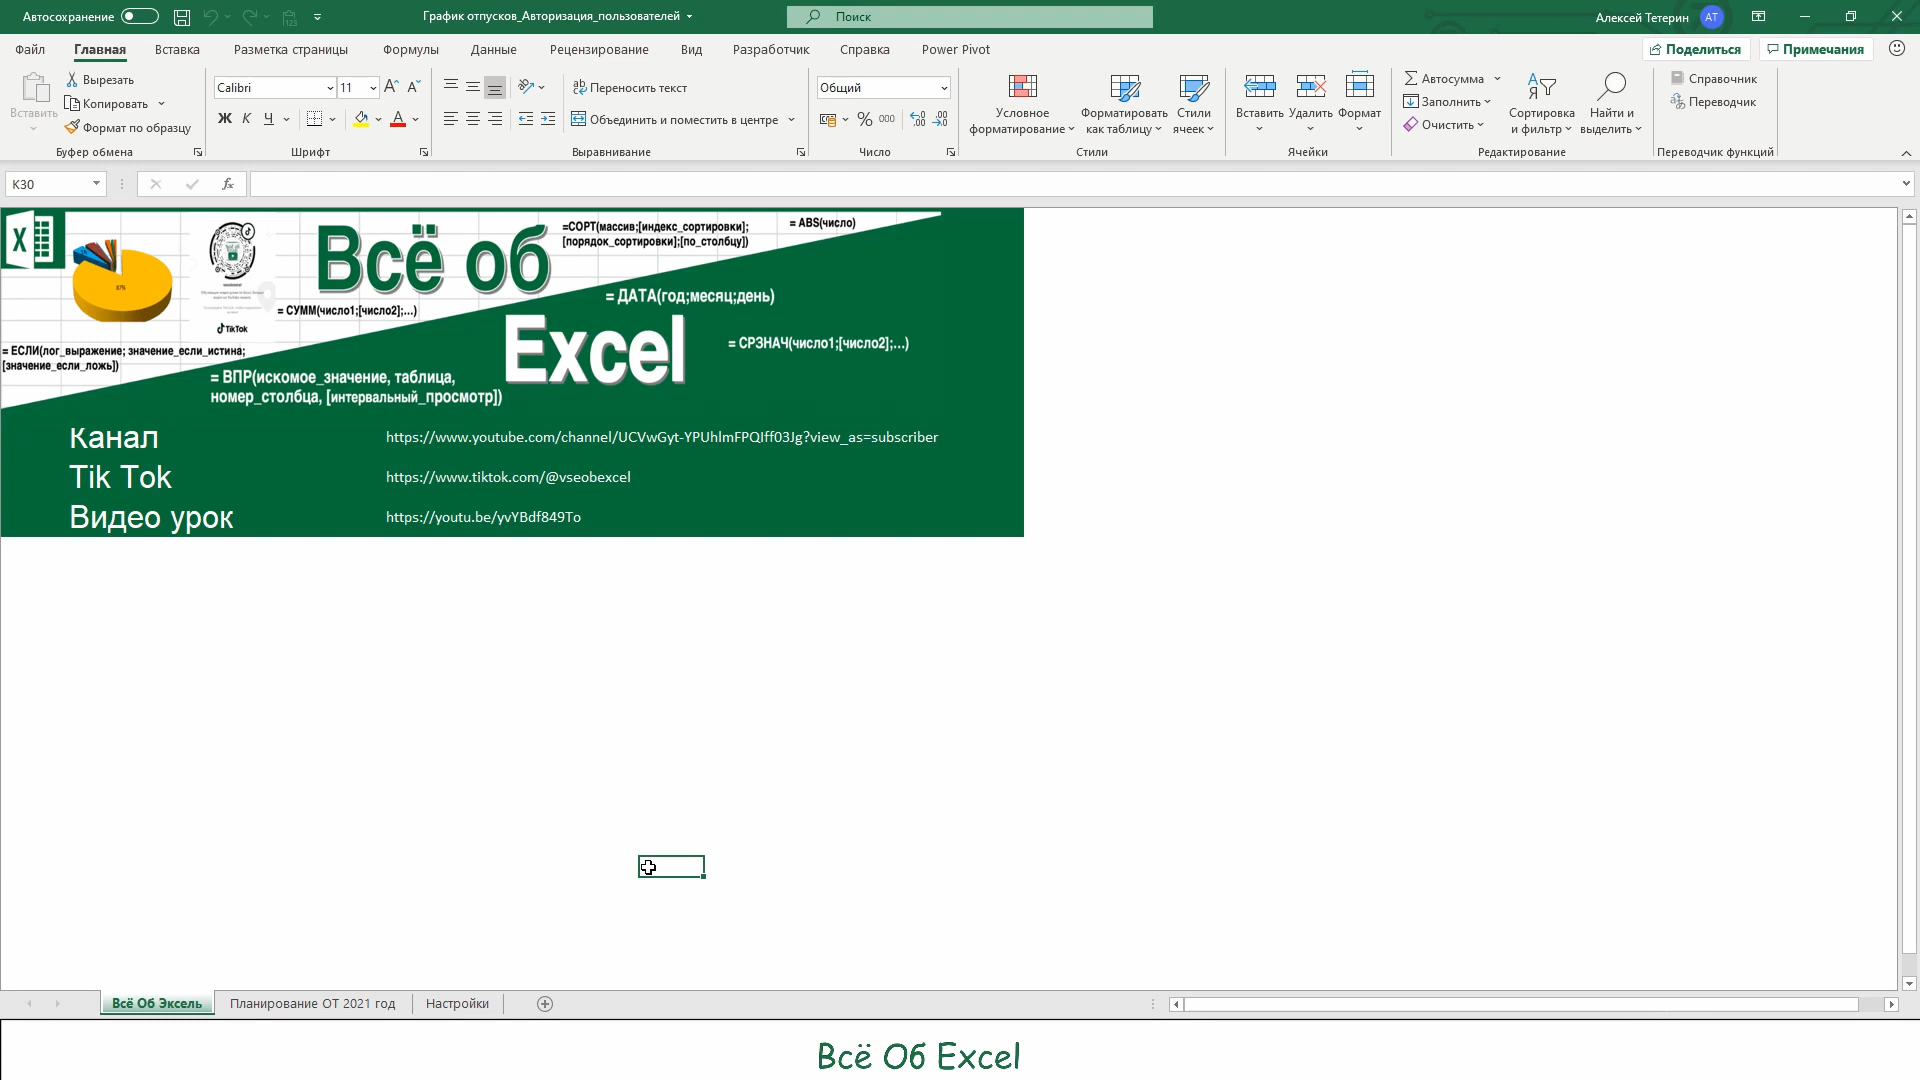 Автосохранение
График отпусков_Авторизация_пользователей
Поиск
Алексей Тетерин
АТ
Файл Главная Вставка Разметка страницы Формулы Данные Рецензирование Вид Разработчик Справка Power Pivot
Поделиться Примечания
Вставить
Вырезать
Копировать
Формат по образцу
Буфер обмена
Calibri 11
Ж К Ч А
Шрифт
Переносить текст
Объединить и поместить в центре
Выравнивание
Общий
% 000
Число
Условное
форматирование
Форматировать
как таблицу
Стили
ячеек
Стили
Вставить Удалить Формат
Ячейки
Автосумма
Заполнить
Очистить
Сортировка
и фильтр
Найти и
выделить
Редактирование
Справочник
Переводчик
Переводчик функций
K30
fx
Всё об
Excel
=СОРТ(массив;[индекс_сортировки];
[порядок_сортировки];[по_столбцу])
= ABS(число)
87%
TikTok
= СУММ(число1;[число2];...)
= ДАТА(год;месяц;день)
= ЕСЛИ(лог_выражение; значение_если_истина;
[значение_если_ложь])
= СРЗНАЧ(число1;[число2];...)
= ВПР(искомое_значение, таблица,
номер_столбца, [интервальный_просмотр])
Канал https://www.youtube.com/channel/UCVwGyt-YPUhlmFPQIff03Jg?view_as=subscriber
Tik Tok https://www.tiktok.com/@vseobexcel
Видео урок https://youtu.be/yvYBdf849To
Всё Об Эксель Планирование ОТ 2021 год Настройки
Всё Об Excel